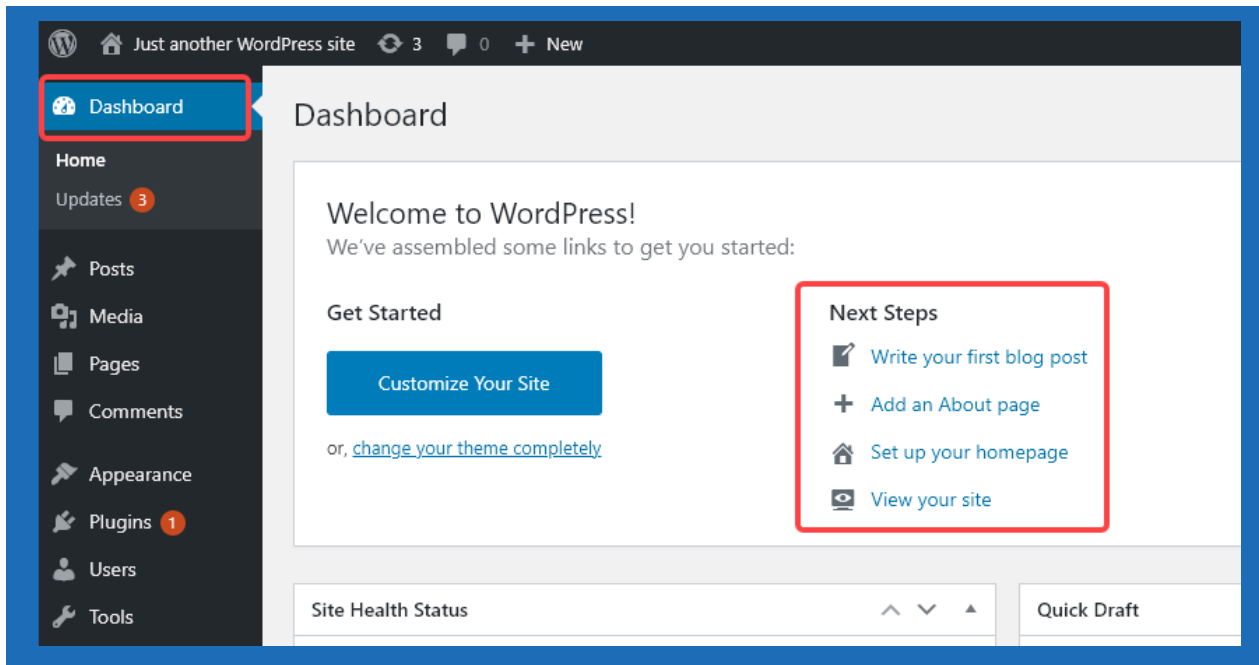 Just another WordPress site 3 0 New
Dashboard
Home
Updates 3
Posts
Media
Pages
Comments
Appearance
Plugins 1
Users
Tools
Dashboard
Welcome to WordPress!
We've assembled some links to get you started:
Get Started
Customize Your Site
or, change your theme completely
Next Steps
Write your first blog post
Add an About page
Set up your homepage
View your site
Site Health Status
Quick Draft